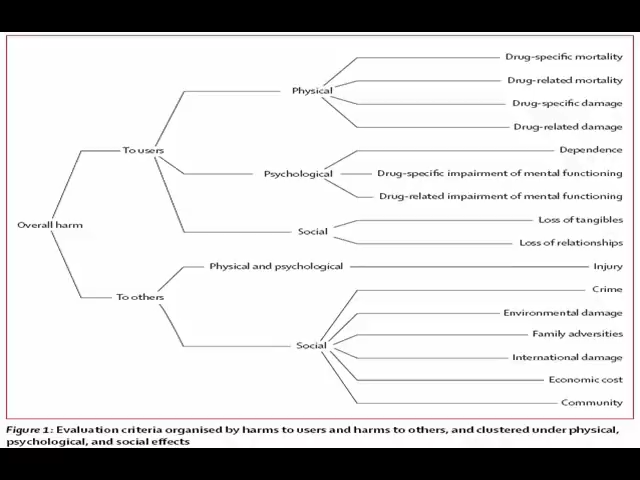 Drug-specific mortality
Drug-related mortality
Physical
Drug-specific damage
Drug-related damage
To users
Dependence
Psychological
Drug-specific impairment of mental functioning
Drug-related impairment of mental functioning
Overall harm
Loss of tangibles
Social
Loss of relationships
Physical and psychological
Injury
To others
Crime
Environmental damage
Family adversities
Social
International damage
Economic cost
Community
Figure 1: Evaluation criteria organised by harms to users and harms to others, and clustered under physical,
psychological, and social effects